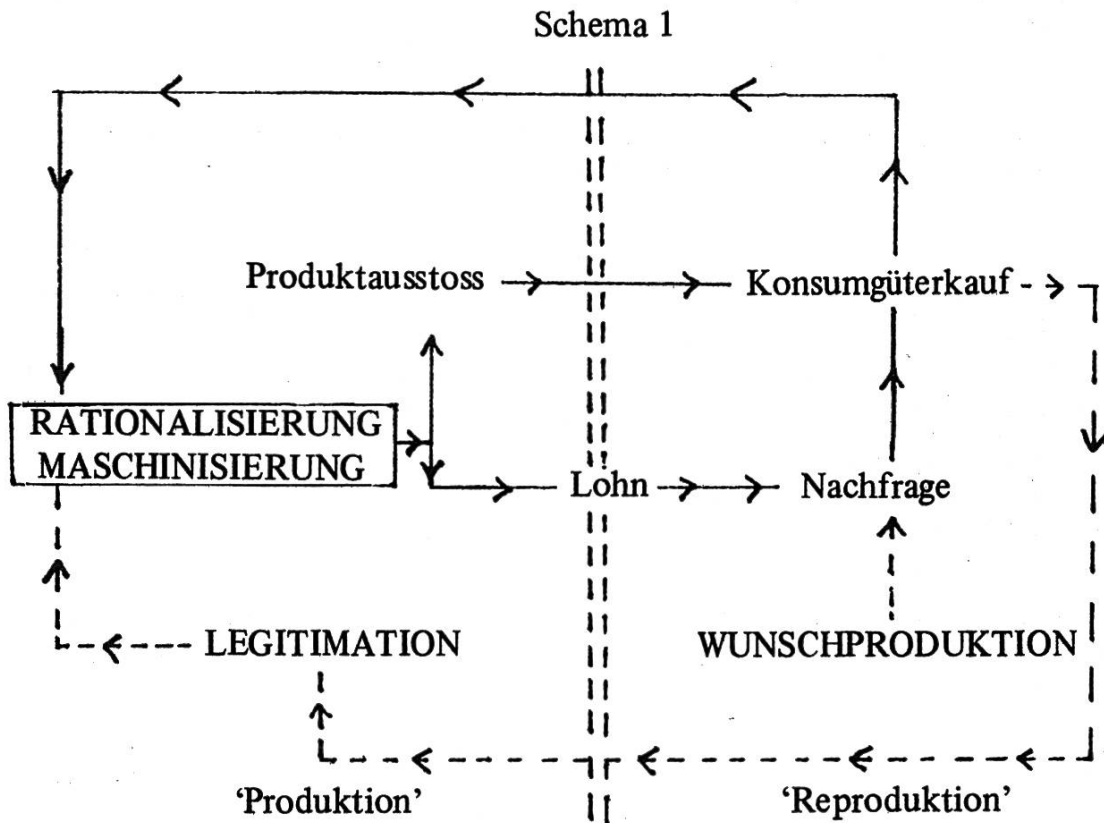 Schema 1
Produktausstoss
Konsumgüterkauf
RATIONALISIERUNG
MASCHINISIERUNG
Lohn
Nachfrage
LEGITIMATION
WUNSCHPRODUKTION
‘Produktion’
‘Reproduktion’